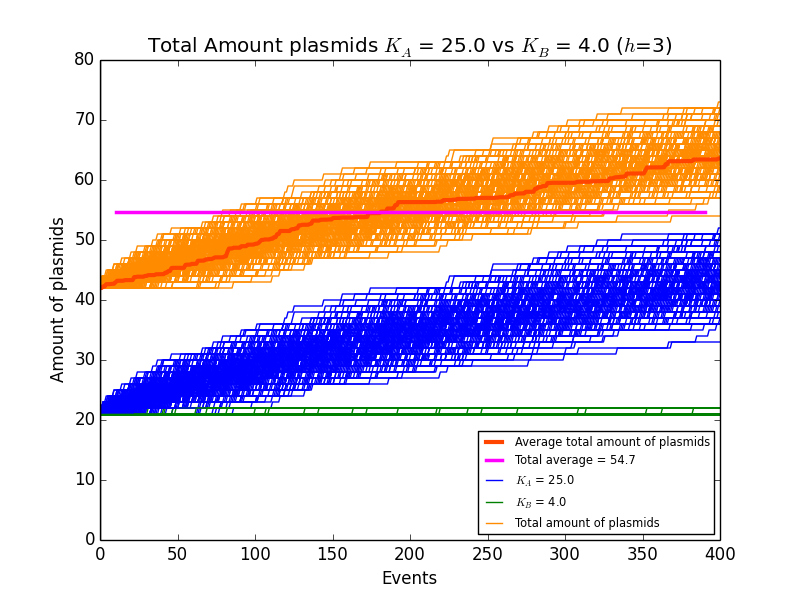 Total Amount plasmids K_A = 25.0 vs K_B = 4.0 (h=3)
80
70
60
50
40
30
20
10
0
Amount of plasmids
Average total amount of plasmids
Total average = 54.7
K_A = 25.0
K_B = 4.0
Total amount of plasmids
0 50 100 150 200 250 300 350 400
Events